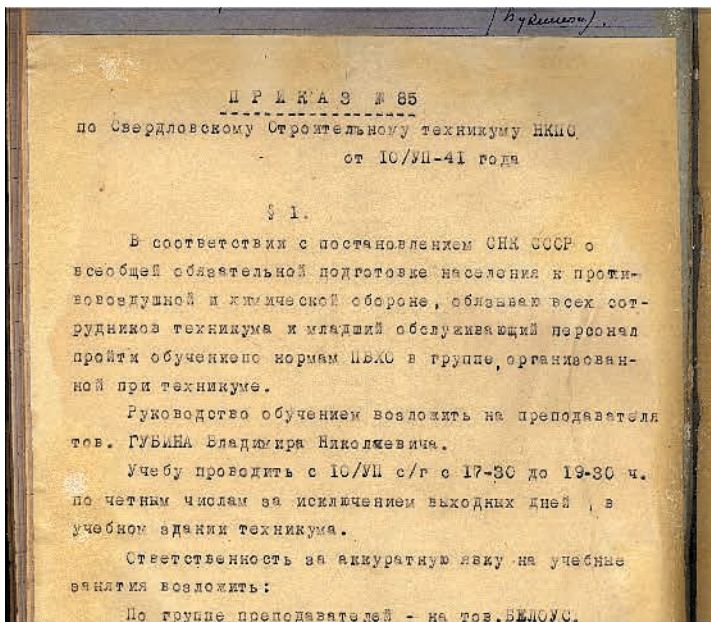 ПРИКАЗ № 85
по Свердловскому Строительному техникуму НКПС
от 10/УП-41 года
§ 1.
В соответствии с постановлением СНК СССР о
всеобщей обязательной подготовке населения к проти-
вовоздушной и химической обороне, обязываю всех сот-
рудников техникума и младший обслуживающий персонал
пройти обучениепо нормам ПВХО в группе,организован-
ной при техникуме.
Руководство обучением возложить на преподавателя
тов. ГУБИНА Владимира Николаевича.
Учебу проводить с 10/УП с/г с 17-30 до 19-30 ч.
по четным числам за исключением выходных дней , в
учебном здании техникума.
Ответственность за аккуратную явку на учебные
занятия возложить:
По группе преподавателей - на тов.БЕЛОУС.